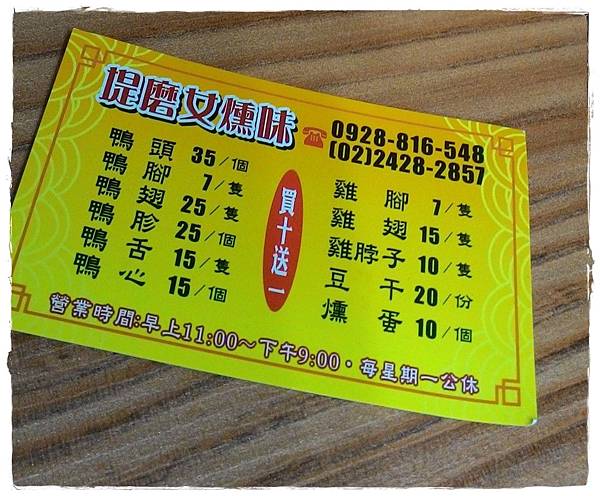 堤磨女燻味
☎ 0928-816-548
(02)2428-2857
鴨頭 35/個
鴨腳 7/隻
鴨翅 25/隻
鴨胗 25/個
鴨舌 15/隻
鴨心 15/個
買十送一
雞腳 7/隻
雞翅 15/隻
雞脖子 10/隻
豆干 20/份
燻蛋 10/個
營業時間:早上11:00～下午9:00・每星期一公休